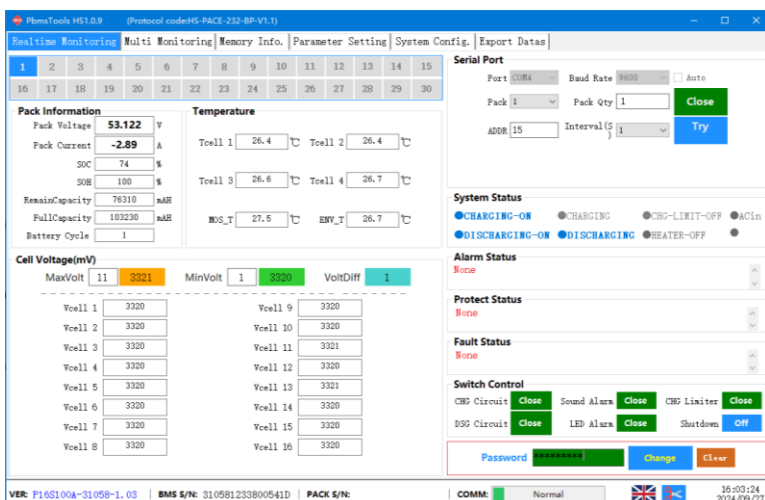 PbmsTools HS1.0.9 (Protocol code:HS-PACE-232-BP-V1.1)
Realtime Monitoring Multi Monitoring Memory Info. Parameter Setting System Config. Export Datas
1 2 3 4 5 6 7 8 9 10 11 12 13 14 15
16 17 18 19 20 21 22 23 24 25 26 27 28 29 30
Pack Information
Pack Voltage 53.122 V
Pack Current -2.89 A
SOC 74 %
SOH 100 %
RemainCapacity 76310 mAH
FullCapacity 103230 mAH
Battery Cycle 1
Temperature
Tcell 1 26.4 ℃ Tcell 2 26.4 ℃
Tcell 3 26.6 ℃ Tcell 4 26.7 ℃
MOS_T 27.5 ℃ ENV_T 26.7 ℃
Cell Voltage(mV)
MaxVolt 11 3321 MinVolt 1 3320 VoltDiff 1
Vcell 1 3320 Vcell 9 3320
Vcell 2 3320 Vcell 10 3320
Vcell 3 3320 Vcell 11 3321
Vcell 4 3320 Vcell 12 3320
Vcell 5 3320 Vcell 13 3321
Vcell 6 3320 Vcell 14 3320
Vcell 7 3320 Vcell 15 3320
Vcell 8 3320 Vcell 16 3320
Serial Port
Port COM4 Baud Rate 9600 Auto
Pack 1 Pack Qty 1 Close
ADDR 15 Interval(S 1 Try
)
System Status
CHARGING-ON CHARGING CHG-LIMIT-OFF ACin
DISCHARGING-ON DISCHARGING HEATER-OFF
Alarm Status
None
Protect Status
None
Fault Status
None
Switch Control
CHG Circuit Close Sound Alarm Close CHG Limiter Close
DSG Circuit Close LED Alarm Close Shutdown Off
Password ********* Change Clear
VER: P16S100A-31058-1.03 BMS S/N: 31058123380054​1D PACK S/N:
COMM: Normal
16:03:24
2024/09/27